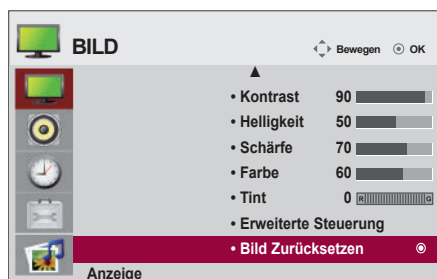 BILD
Bewegen OK
• Kontrast 90
• Helligkeit 50
• Schärfe 70
• Farbe 60
• Tint 0 R G
• Erweiterte Steuerung
• Bild Zurücksetzen
Anzeige